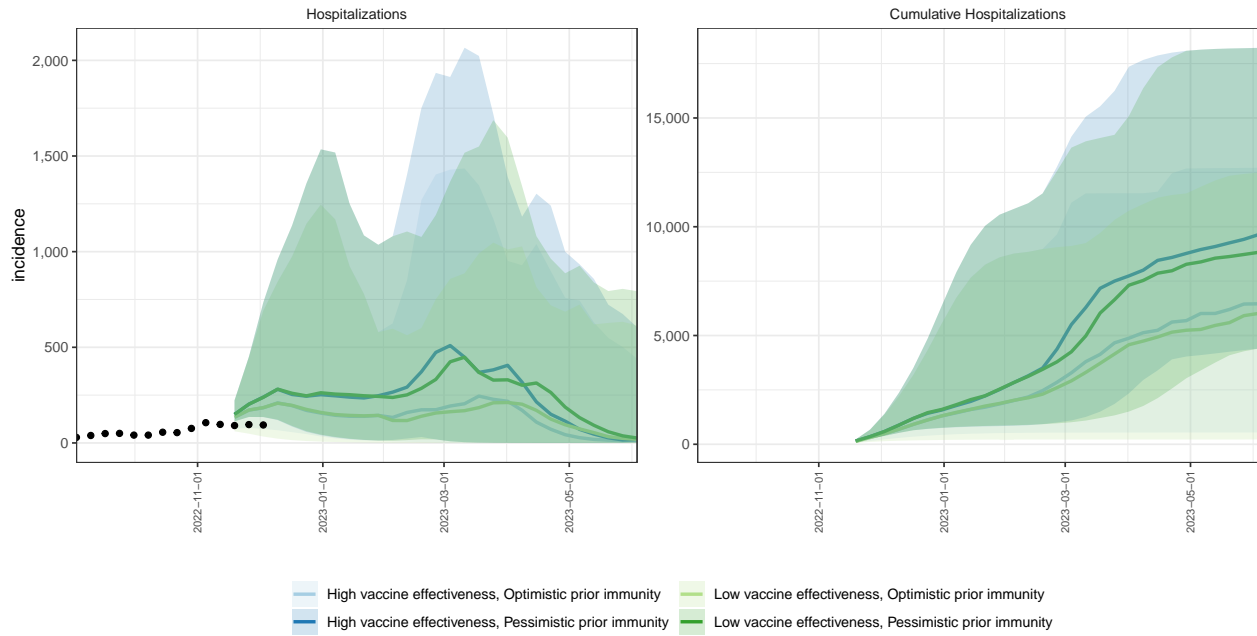 Hospitalizations
Cumulative Hospitalizations
incidence
2,000
1,500
1,000
500
0
2022−11−01
2023−01−01
2023−03−01
2023−05−01
15,000
10,000
5,000
0
2022−11−01
2023−01−01
2023−03−01
2023−05−01
High vaccine effectiveness, Optimistic prior immunity
Low vaccine effectiveness, Optimistic prior immunity
High vaccine effectiveness, Pessimistic prior immunity
Low vaccine effectiveness, Pessimistic prior immunity